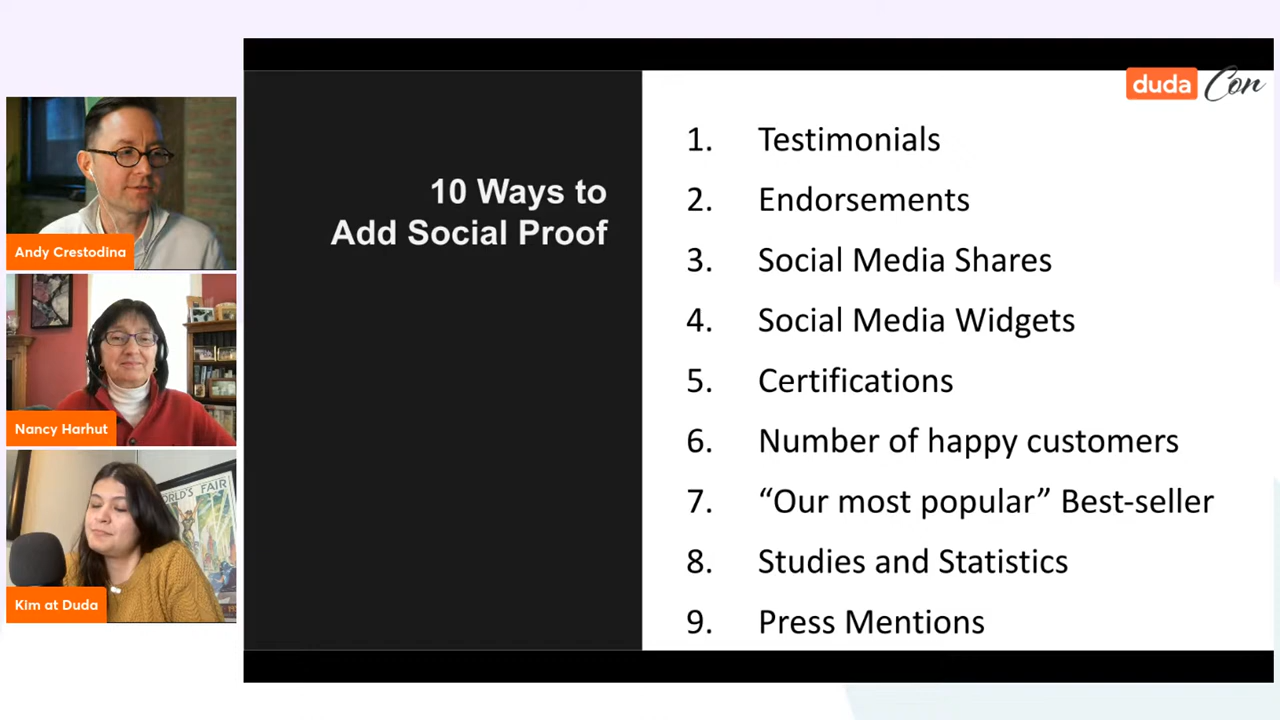 duda Con
10 Ways to
Add Social Proof
1. Testimonials
2. Endorsements
3. Social Media Shares
4. Social Media Widgets
5. Certifications
6. Number of happy customers
7. “Our most popular” Best-seller
8. Studies and Statistics
9. Press Mentions
Andy Crestodina
Nancy Harhut
WORLD'S FAIR
Kim at Duda